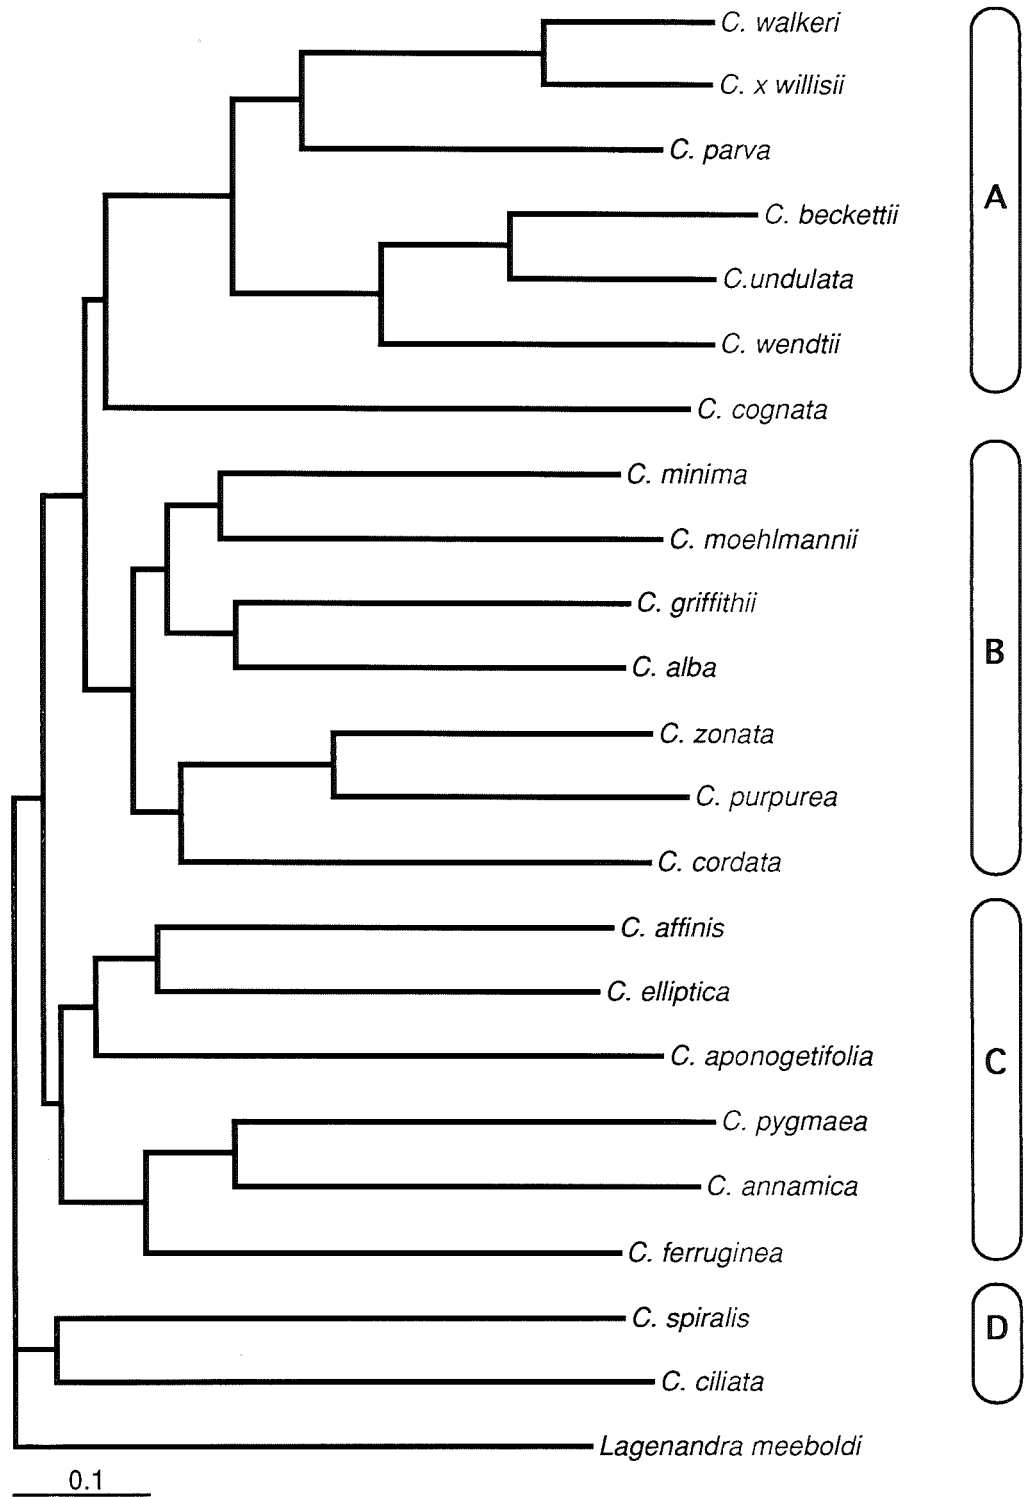 C. walkeri
C. x willisii
C. parva
A
C. beckettii
C.undulata
C. wendtii
C. cognata
C. minima
C. moehlmannii
C. griffithii
B
C. alba
C. zonata
C. purpurea
C. cordata
C. affinis
C. elliptica
C. aponogetifolia
C
C. pygmaea
C. annamica
C. ferruginea
C. spiralis
D
C. ciliata
Lagenandra meeboldi
0.1